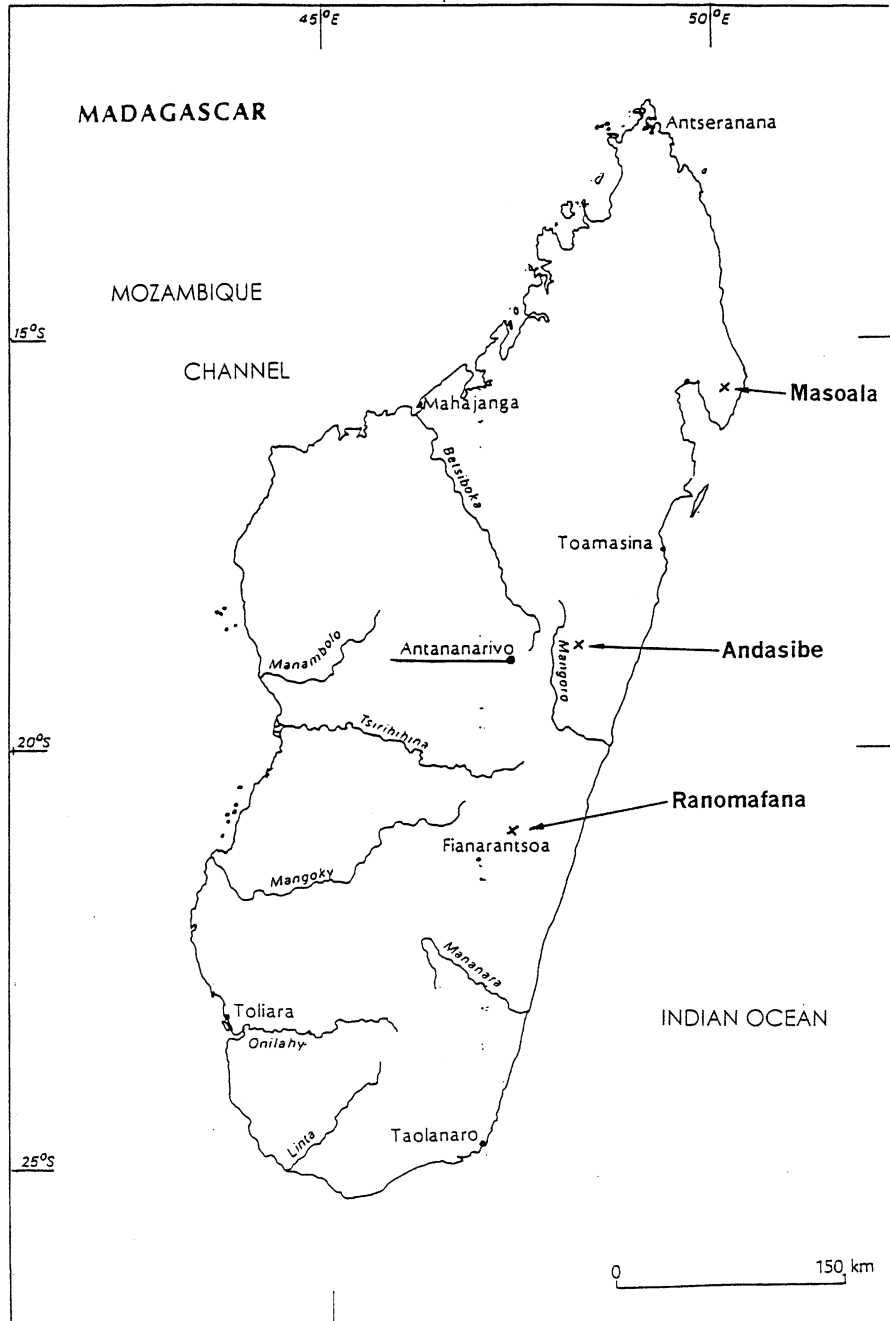 45°E
50°E
MADAGASCAR
Antseranana
MOZAMBIQUE
15°S
CHANNEL
Mahajanga
Masoala
Betsiboka
Toamasina
Manambolo
Antananarivo
Mangoro
Andasibe
Tsiribihina
20°S
Ranomafana
Fianarantsoa
Mangoky
Mananara
Toliara
INDIAN OCEAN
Onilahy
Linta
Taolanaro
25°S
0
150 km